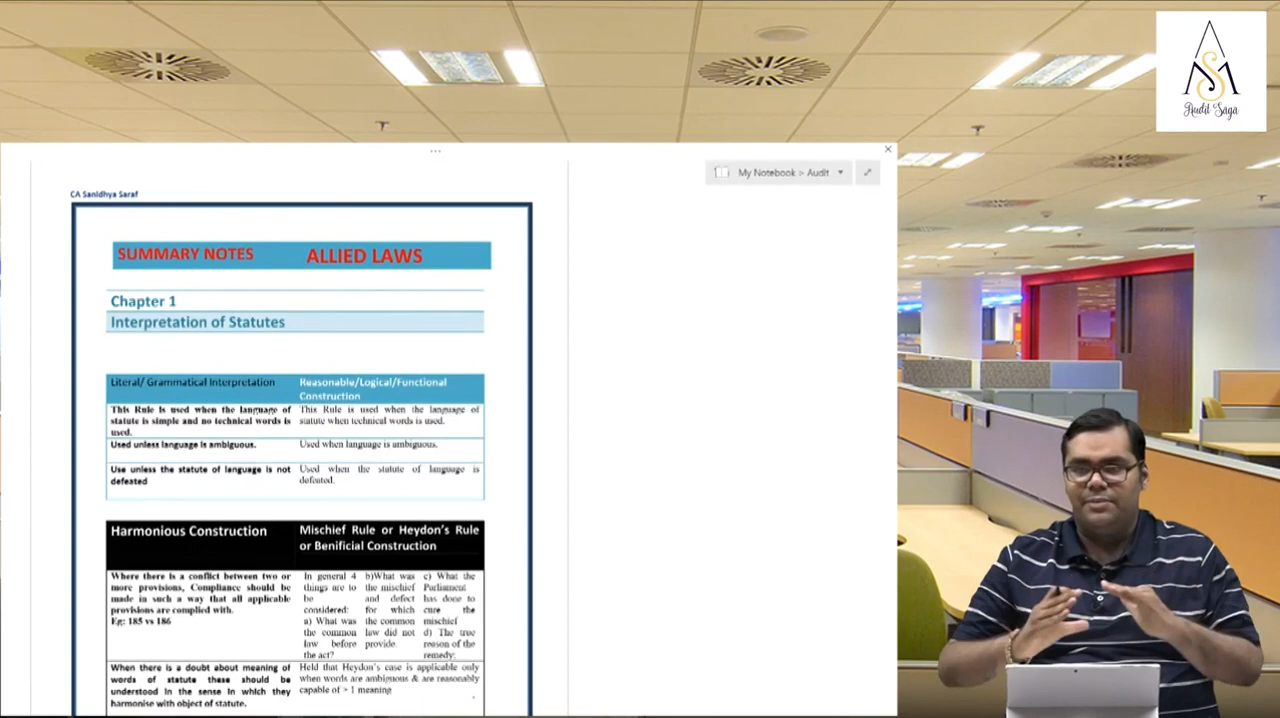 Audit Saga
My Notebook > Audit
CA Sanidhya Saraf
SUMMARY NOTES ALLIED LAWS
Chapter 1
Interpretation of Statutes
Literal/ Grammatical Interpretation
Reasonable/Logical/Functional
Construction
This Rule is used when the language of
statute is simple and no technical words is
used.
This Rule is used when the language of
statute when technical words is used.
Used unless language is ambiguous.
Used when language is ambiguous.
Use unless the statute of language is not
defeated
Used when the statute of language is
defeated.
Harmonious Construction
Mischief Rule or Heydon's Rule
or Benificial Construction
Where there is a conflict between two or
more provisions, Compliance should be
made in such a way that all applicable
provisions are complied with.
Eg: 185 vs 186
In general 4
things are to
be
considered:
a) What was
the common
law before
the act?
b)What was
the mischief
and defect
for which
the common
law did not
provide.
c) What the
Parliament
has done to
cure the
mischief
d) The true
reason of the
remedy;
When there is a doubt about meaning of
words of statute these should be
understood in the sense in which they
harmonise with object of statute.
Held that Heydon's case is applicable only
when words are ambiguous & are reasonably
capable of > 1 meaning